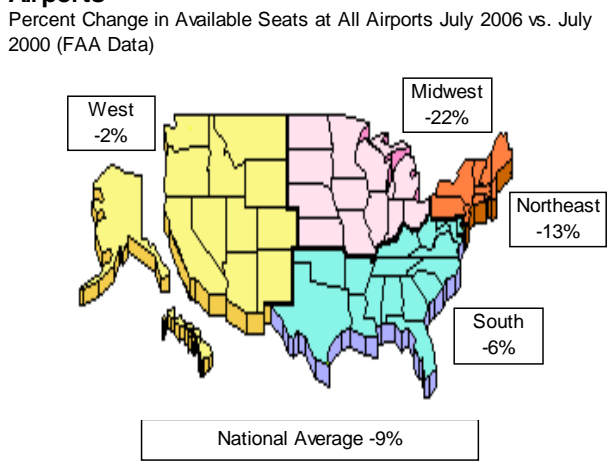 Airports
Percent Change in Available Seats at All Airports July 2006 vs. July
2000 (FAA Data)
Midwest
-22%
West
-2%
Northeast
-13%
South
-6%
National Average -9%